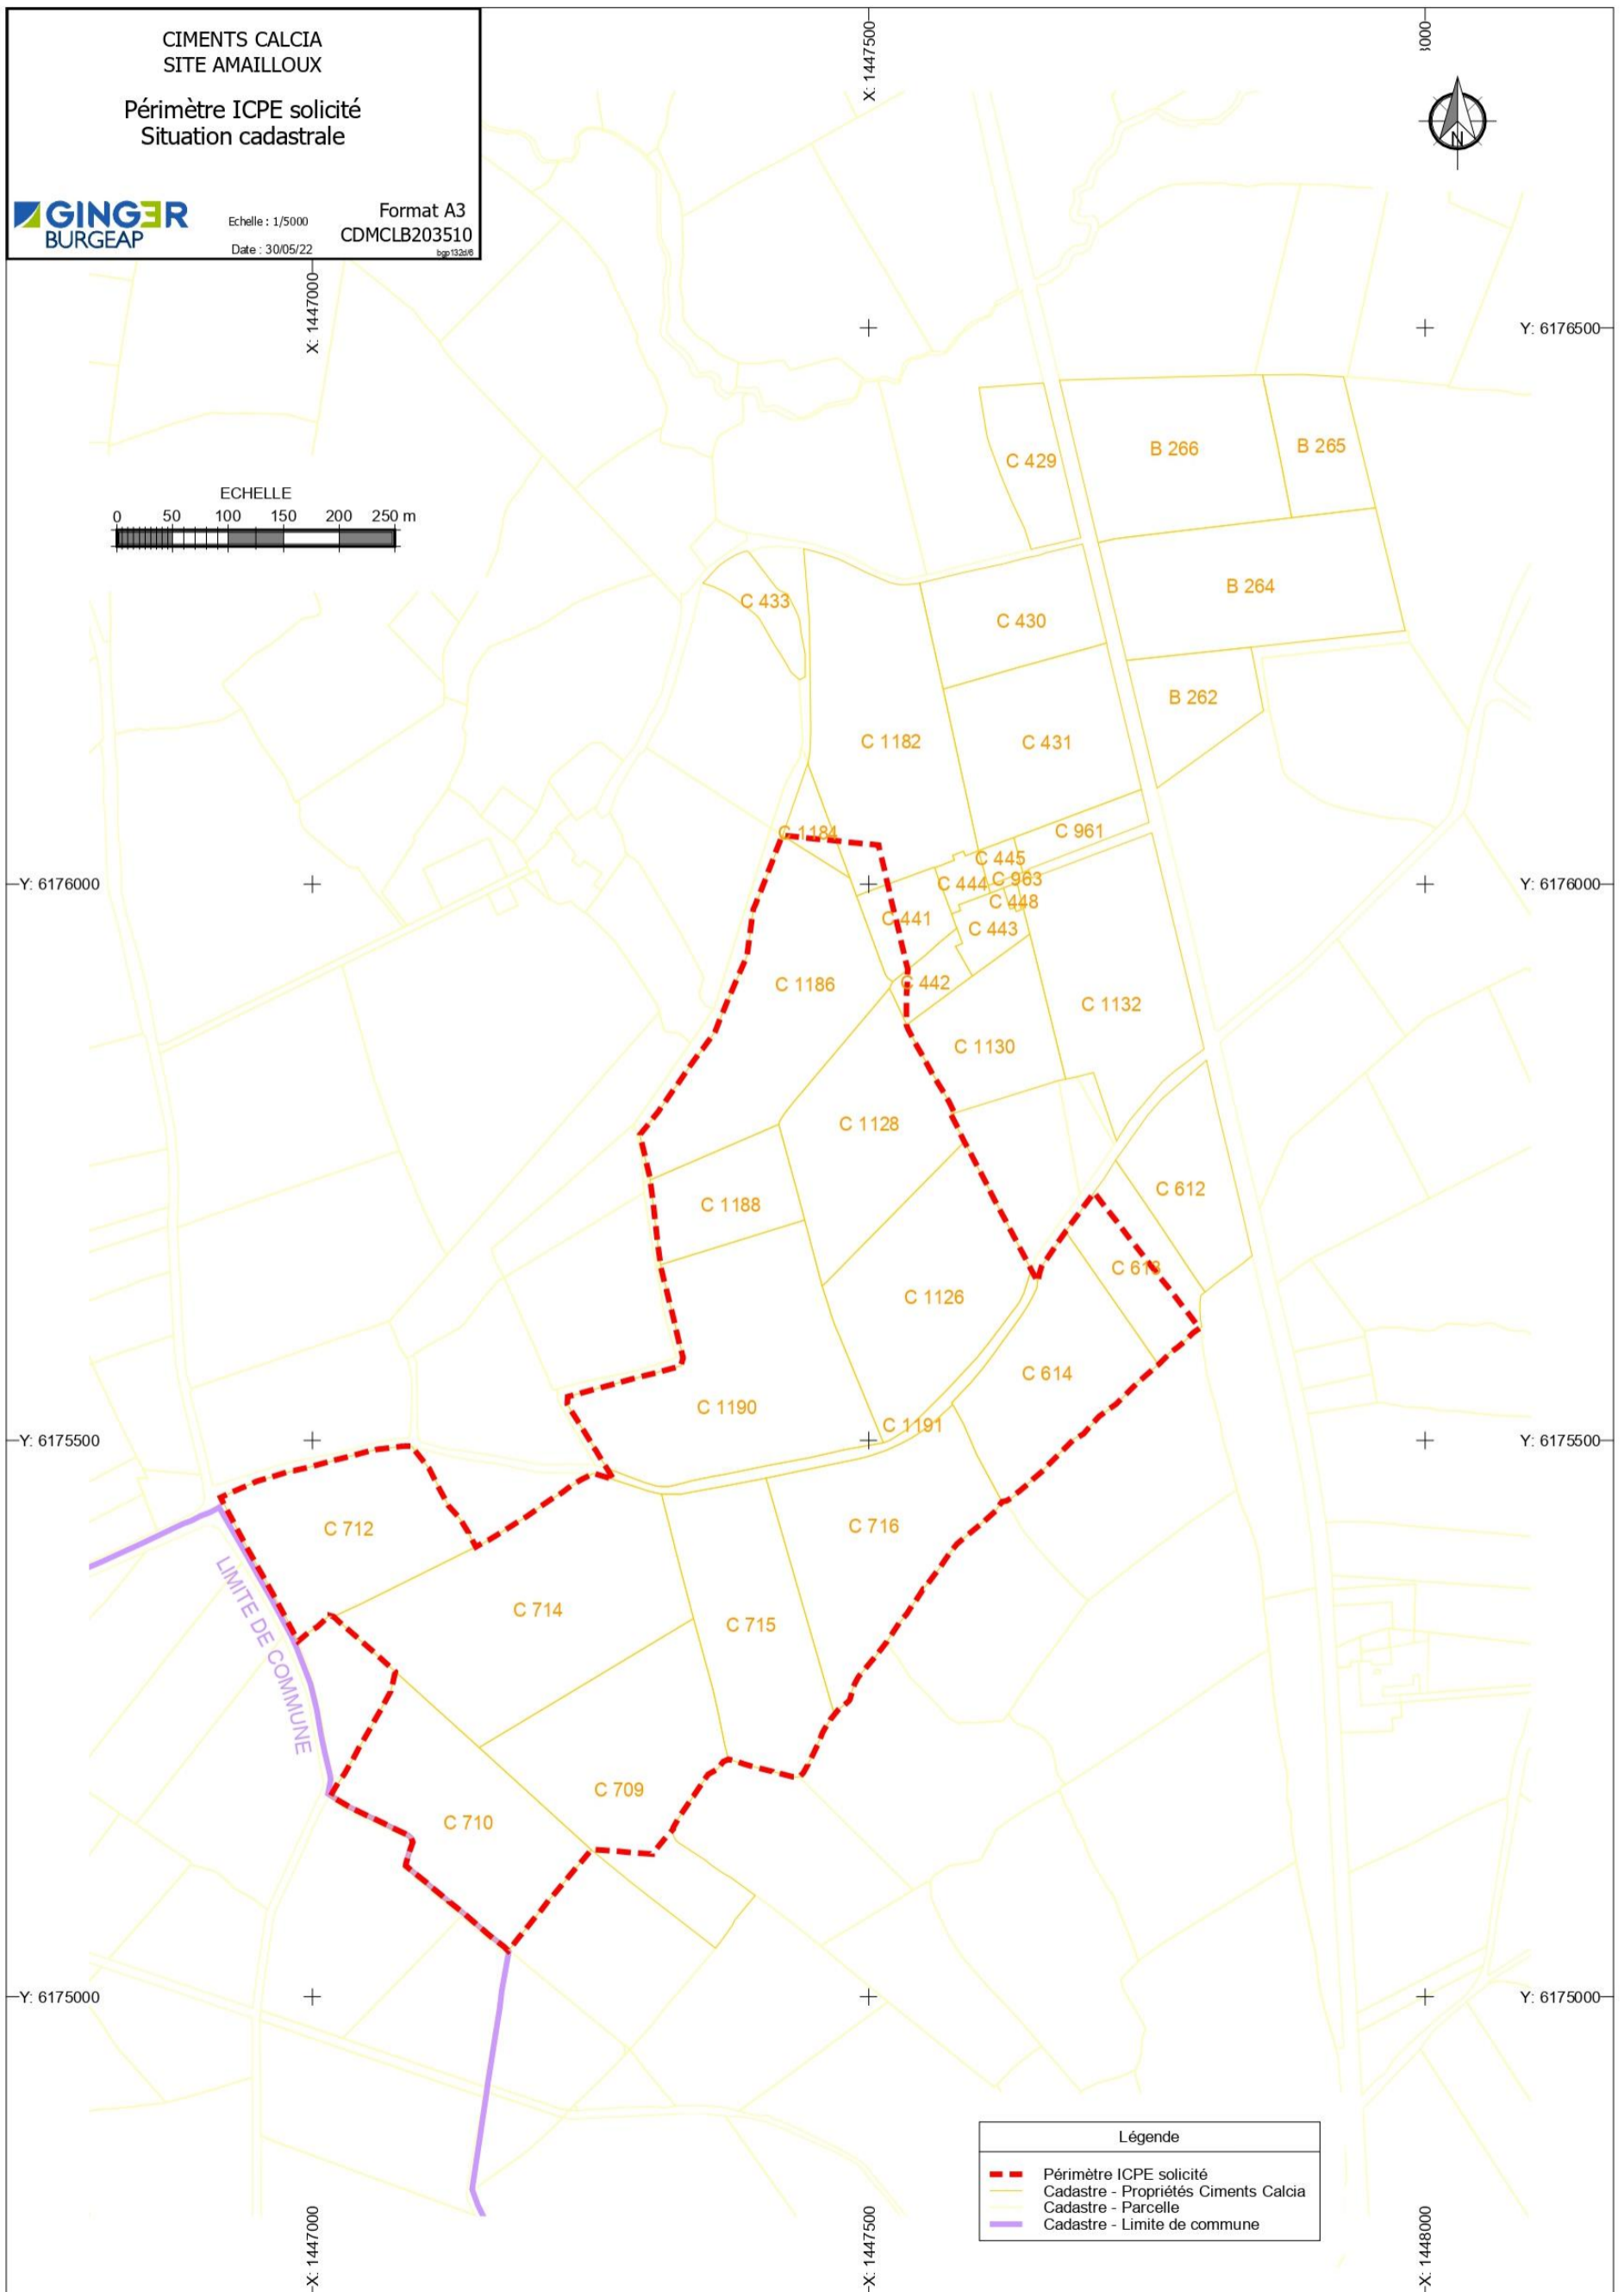 CIMENTS CALCIA
SITE AMAILLOUX
Périmètre ICPE solicité
Situation cadastrale
GINGER
BURGEAP
Echelle : 1/5000
Date : 30/05/22
Format A3
CDMCLB203510
bgp132d/6
X: 1447500
X: 1447000
N
Y: 6176500
ECHELLE
0 50 100 150 200 250 m
C 429
B 266
B 265
B 264
C 433
C 430
B 262
C 1182
C 431
C 1184
C 961
C 445
C 444
C 963
C 448
C 441
C 443
Y: 6176000
Y: 6176000
C 1186
C 442
C 1132
C 1130
C 1128
C 612
C 1188
C 613
C 1126
C 614
C 1190
C 1191
Y: 6175500
Y: 6175500
C 712
C 716
C 714
C 715
LIMITE DE COMMUNE
C 709
C 710
Y: 6175000
Y: 6175000
Légende
Périmètre ICPE solicité
Cadastre - Propriétés Ciments Calcia
Cadastre - Parcelle
Cadastre - Limite de commune
X: 1447000
X: 1447500
X: 1448000